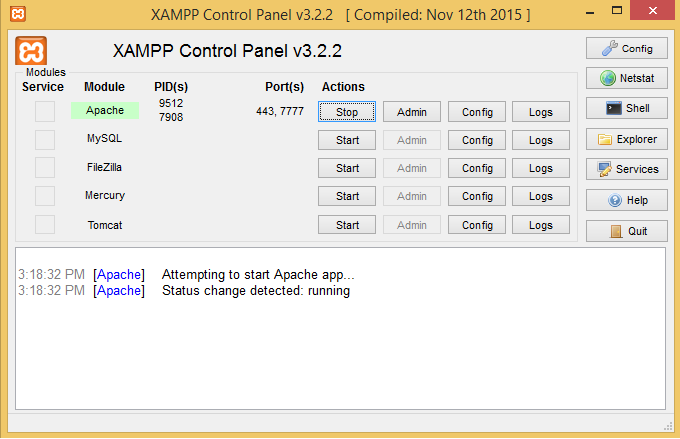 XAMPP Control Panel v3.2.2 [ Compiled: Nov 12th 2015 ]
XAMPP Control Panel v3.2.2
Config
Modules
Service Module PID(s) Port(s) Actions
Netstat
Apache 9512 7908 443, 7777 Stop Admin Config Logs
Shell
MySQL Start Admin Config Logs
Explorer
FileZilla Start Admin Config Logs
Services
Mercury Start Admin Config Logs
Help
Tomcat Start Admin Config Logs
Quit
3:18:32 PM [Apache] Attempting to start Apache app...
3:18:32 PM [Apache] Status change detected: running